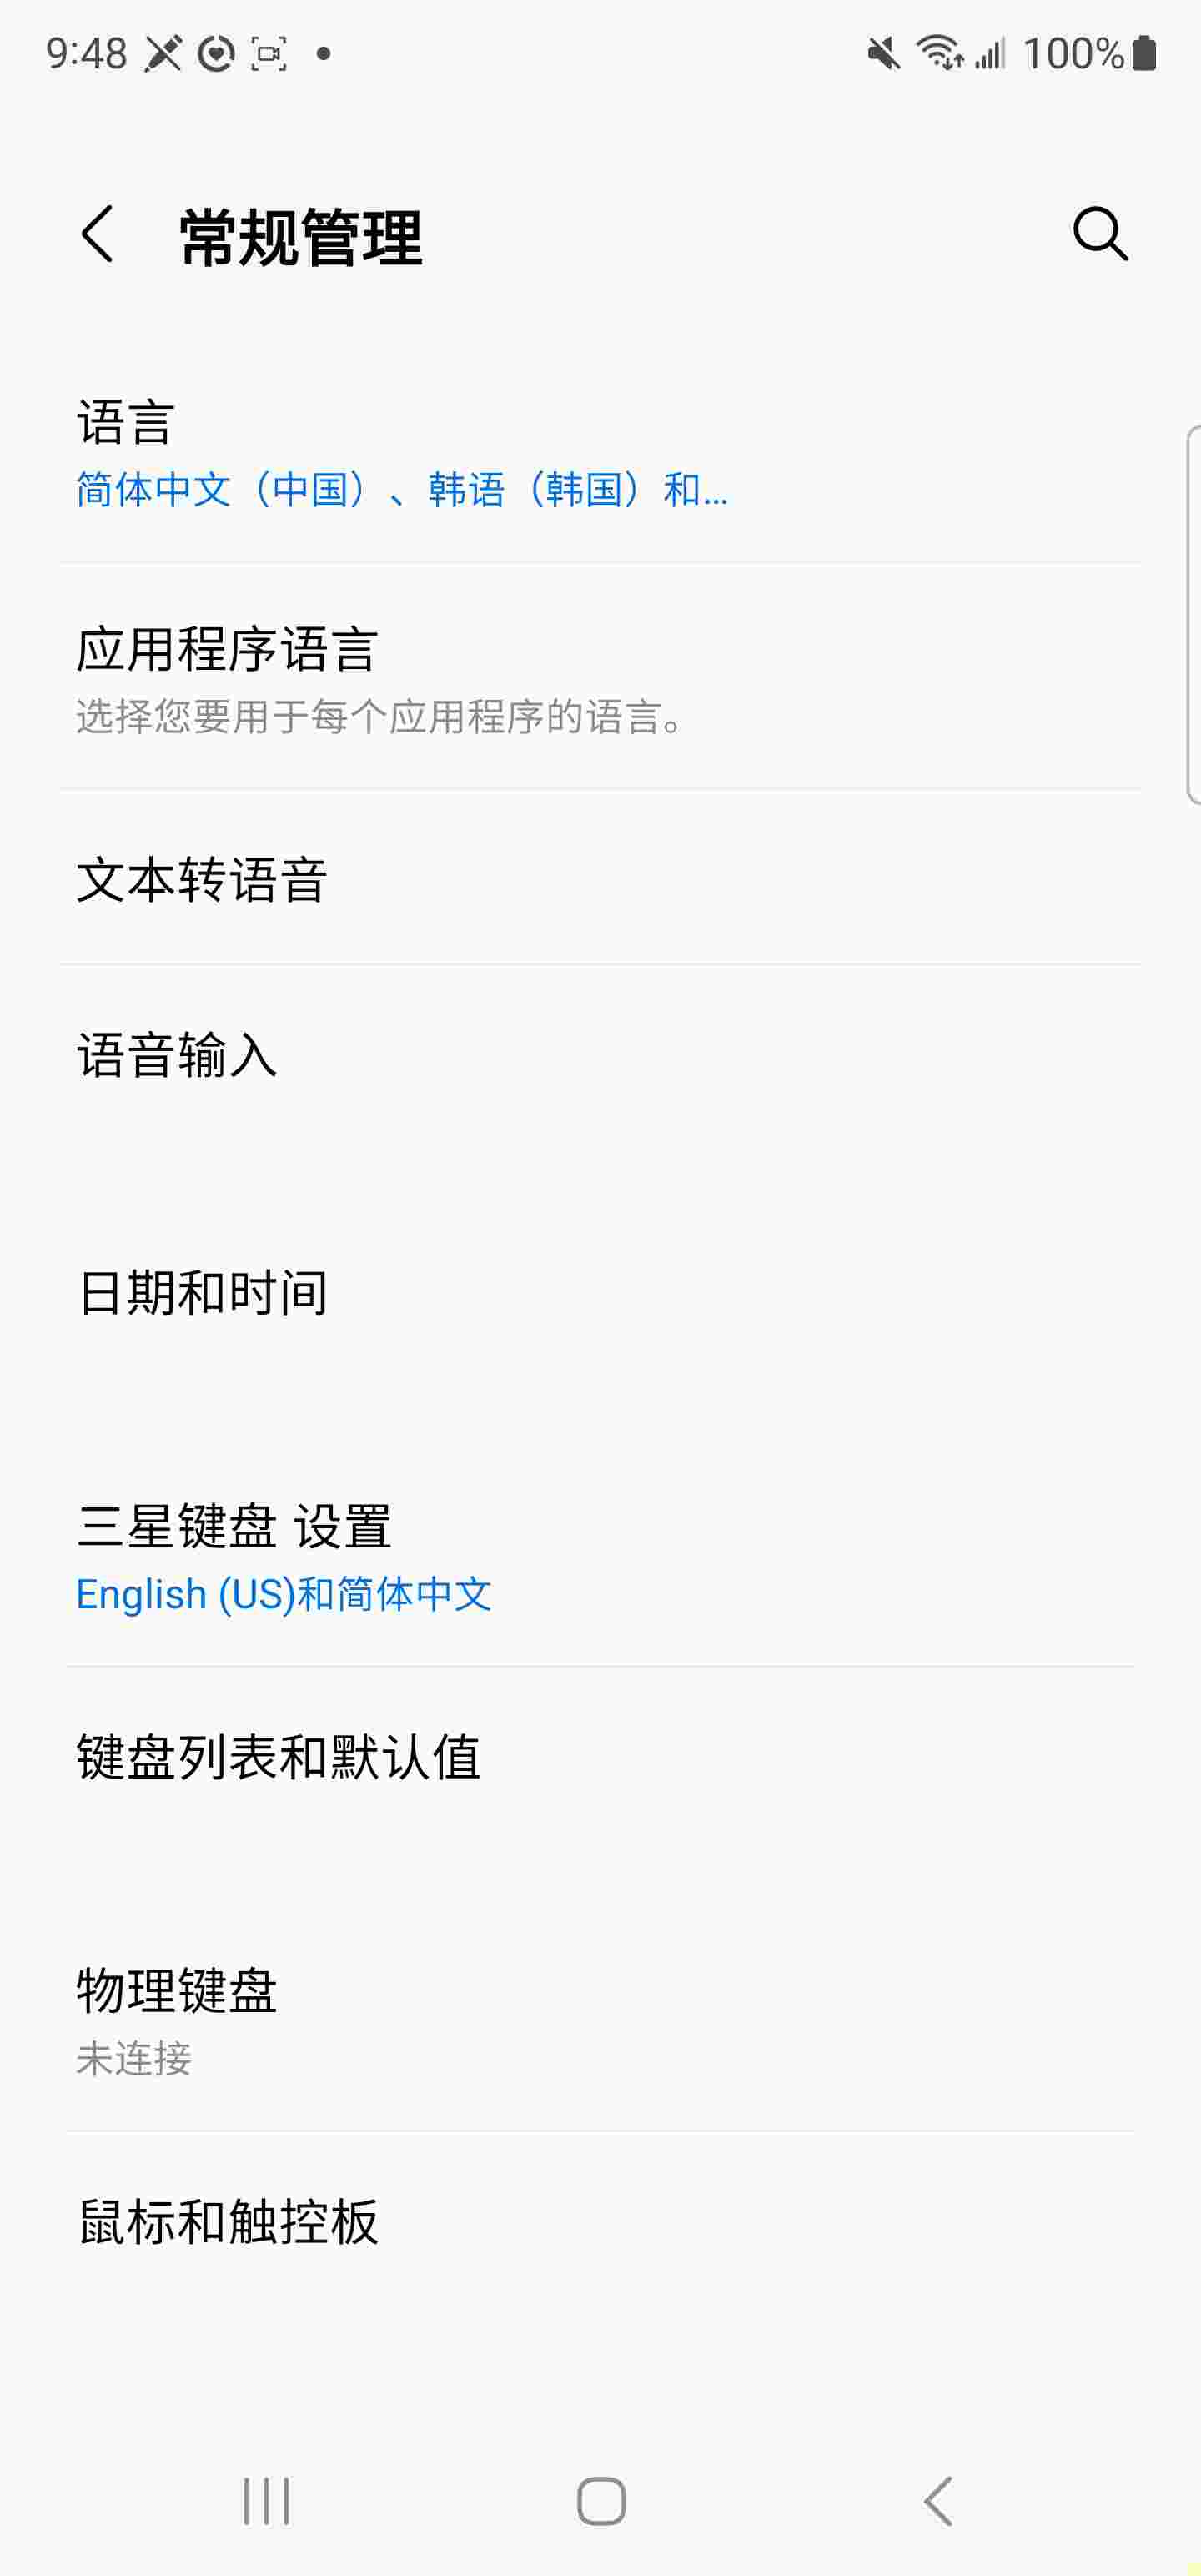 9:48
100%
常规管理
语言
简体中文（中国）、韩语（韩国）和...
应用程序语言
选择您要用于每个应用程序的语言。
文本转语音
语音输入
日期和时间
三星键盘 设置
English (US)和简体中文
键盘列表和默认值
物理键盘
未连接
鼠标和触控板